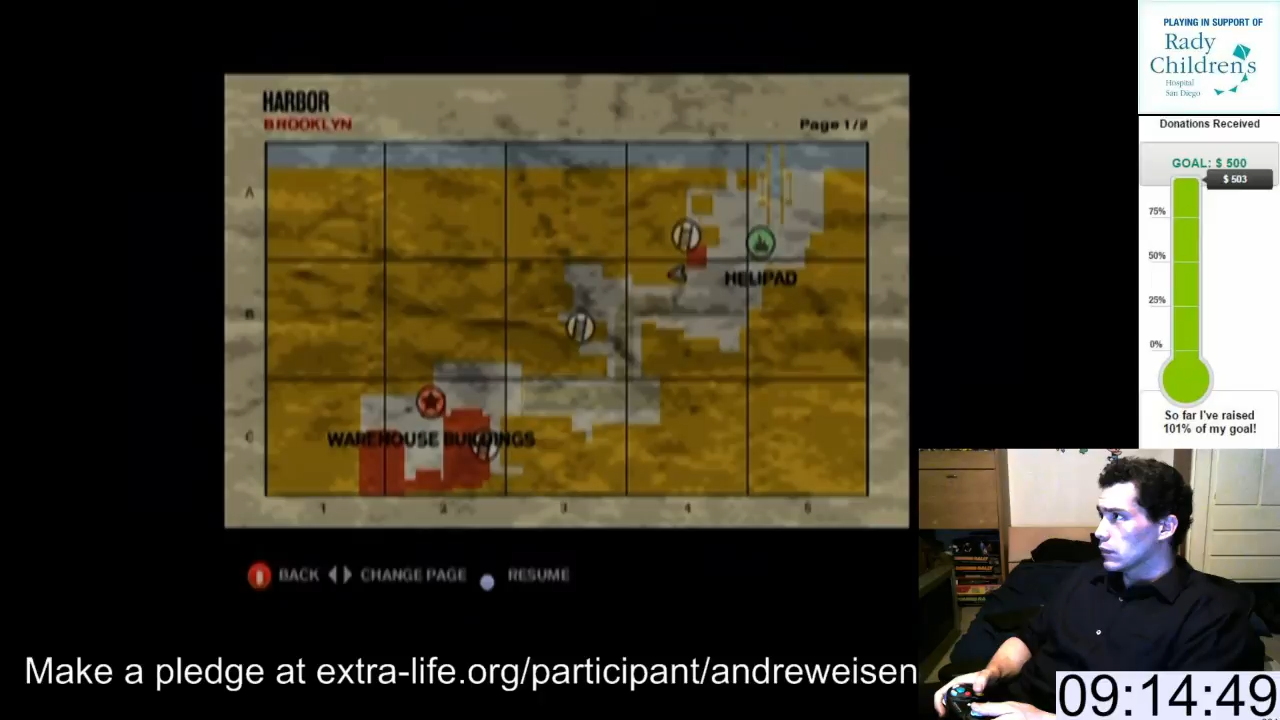 HARBOR
BROOKLYN
Page 1/2
A
B
C
HELIPAD
WAREHOUSE BUILDINGS
1 2 3 4 5
BACK CHANGE PAGE RESUME
Make a pledge at extra-life.org/participant/andreweisen
PLAYING IN SUPPORT OF
Rady
Children's
Hospital
San Diego
Donations Received
GOAL: $ 500
$ 503
75%
50%
25%
0%
So far I've raised
101% of my goal!
09:14:49